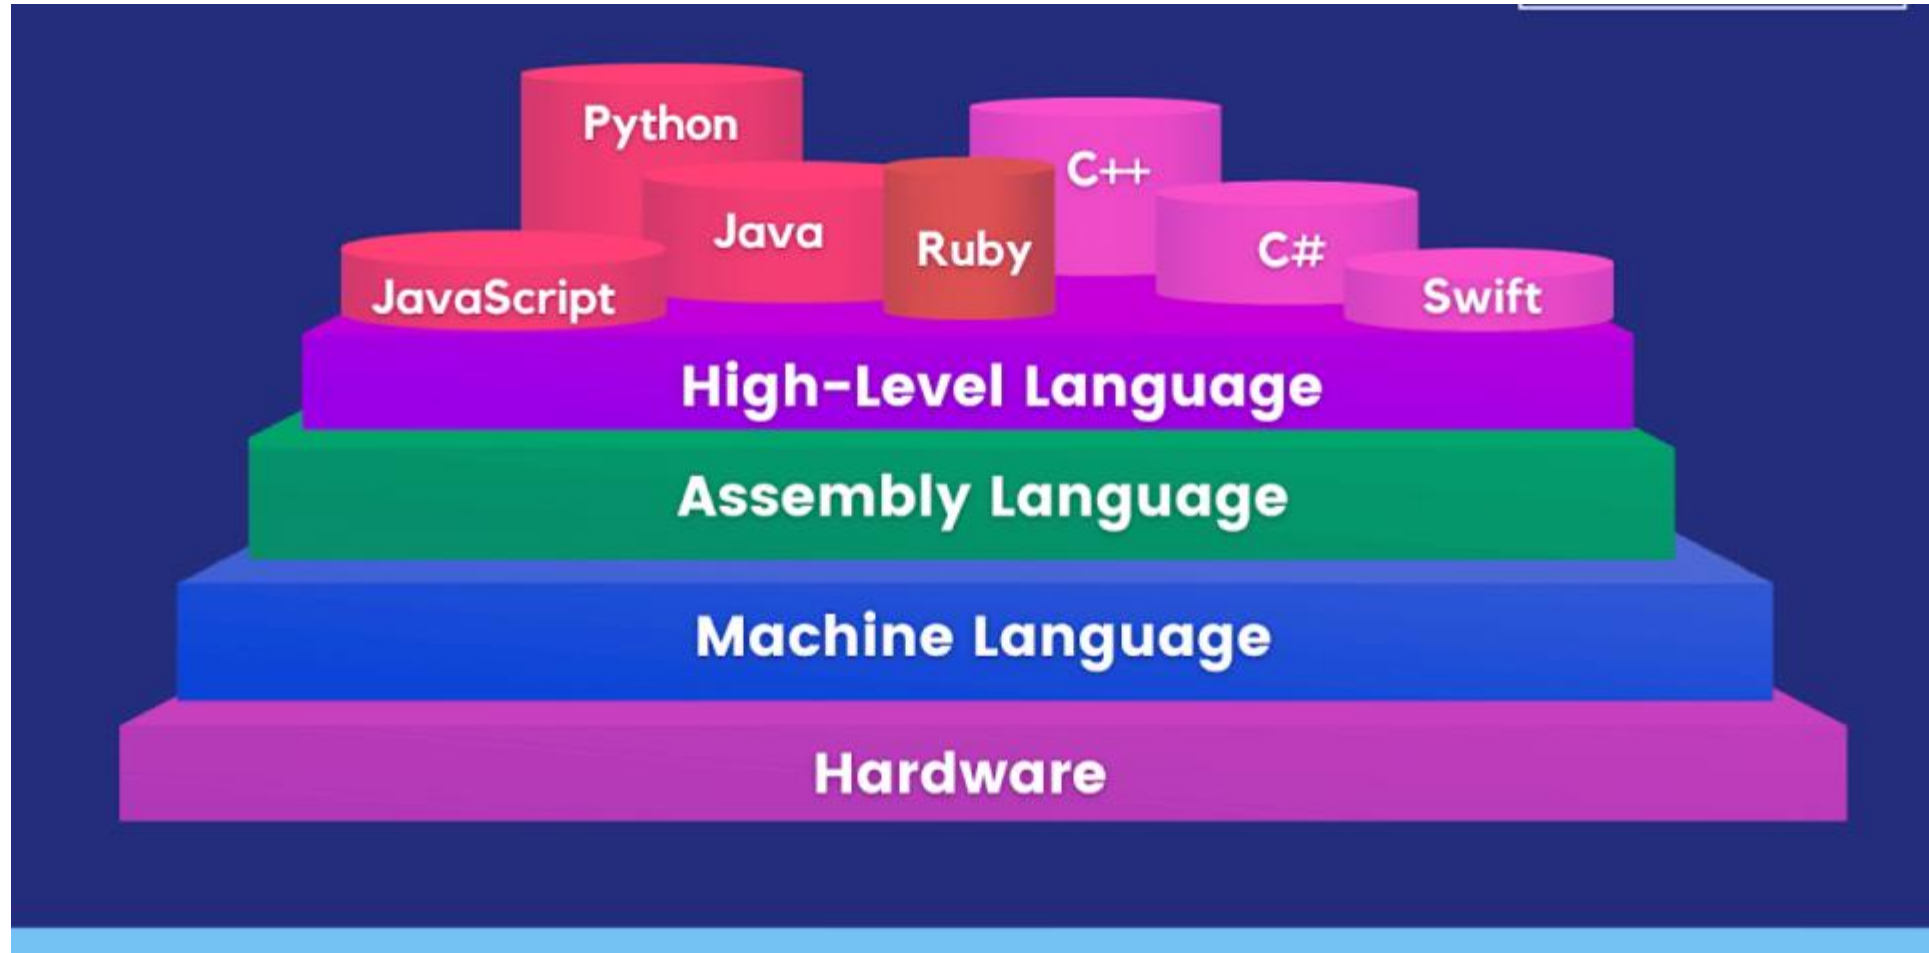 Python
C++
Java
Ruby
C#
JavaScript
Swift
High-Level Language
Assembly Language
Machine Language
Hardware